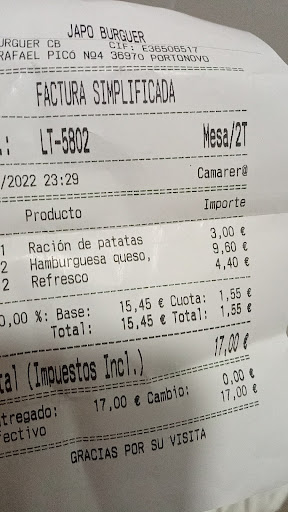 JAPO BURGUER
URGUER CB CIF: E36506517
RAFAEL PICÓ Nº4 36970 PORTONOVO
FACTURA SIMPLIFICADA
.: LT-5802 Mesa/2T
/2022 23:29 Camarer@
Producto Importe
1 Ración de patatas 3,00 €
2 Hamburguesa queso, 9,60 €
2 Refresco 4,40 €
0,00 %: Base: 15,45 € Cuota: 1,55 €
Total: 15,45 € Total: 1,55 €
tal (Impuestos Incl.) 17,00 €
ntregado: 17,00 € Cambio: 0,00 €
fectivo 17,00 €
GRACIAS POR SU VISITA